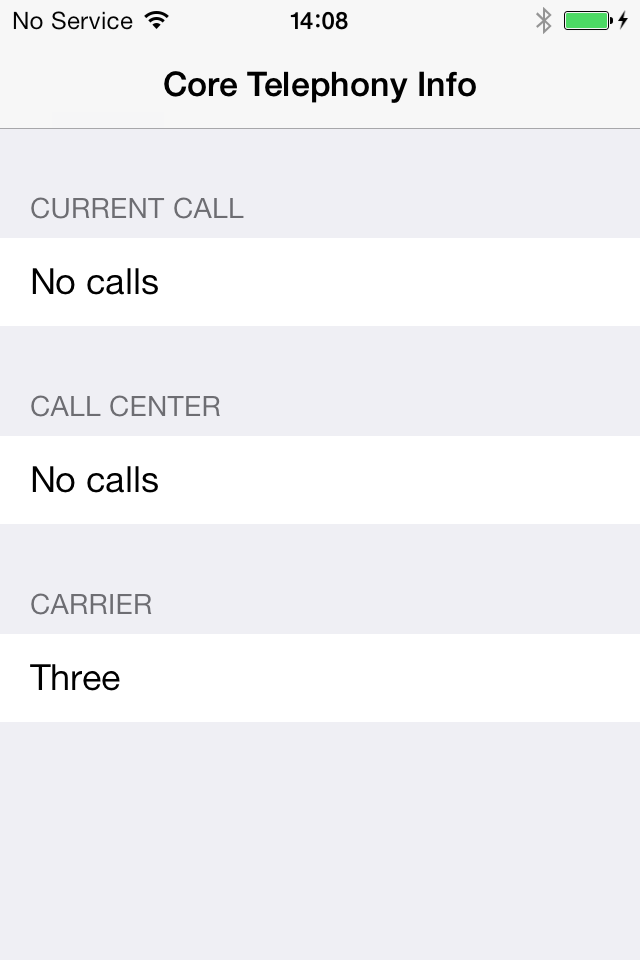 No Service 14:08
Core Telephony Info
CURRENT CALL
No calls
CALL CENTER
No calls
CARRIER
Three